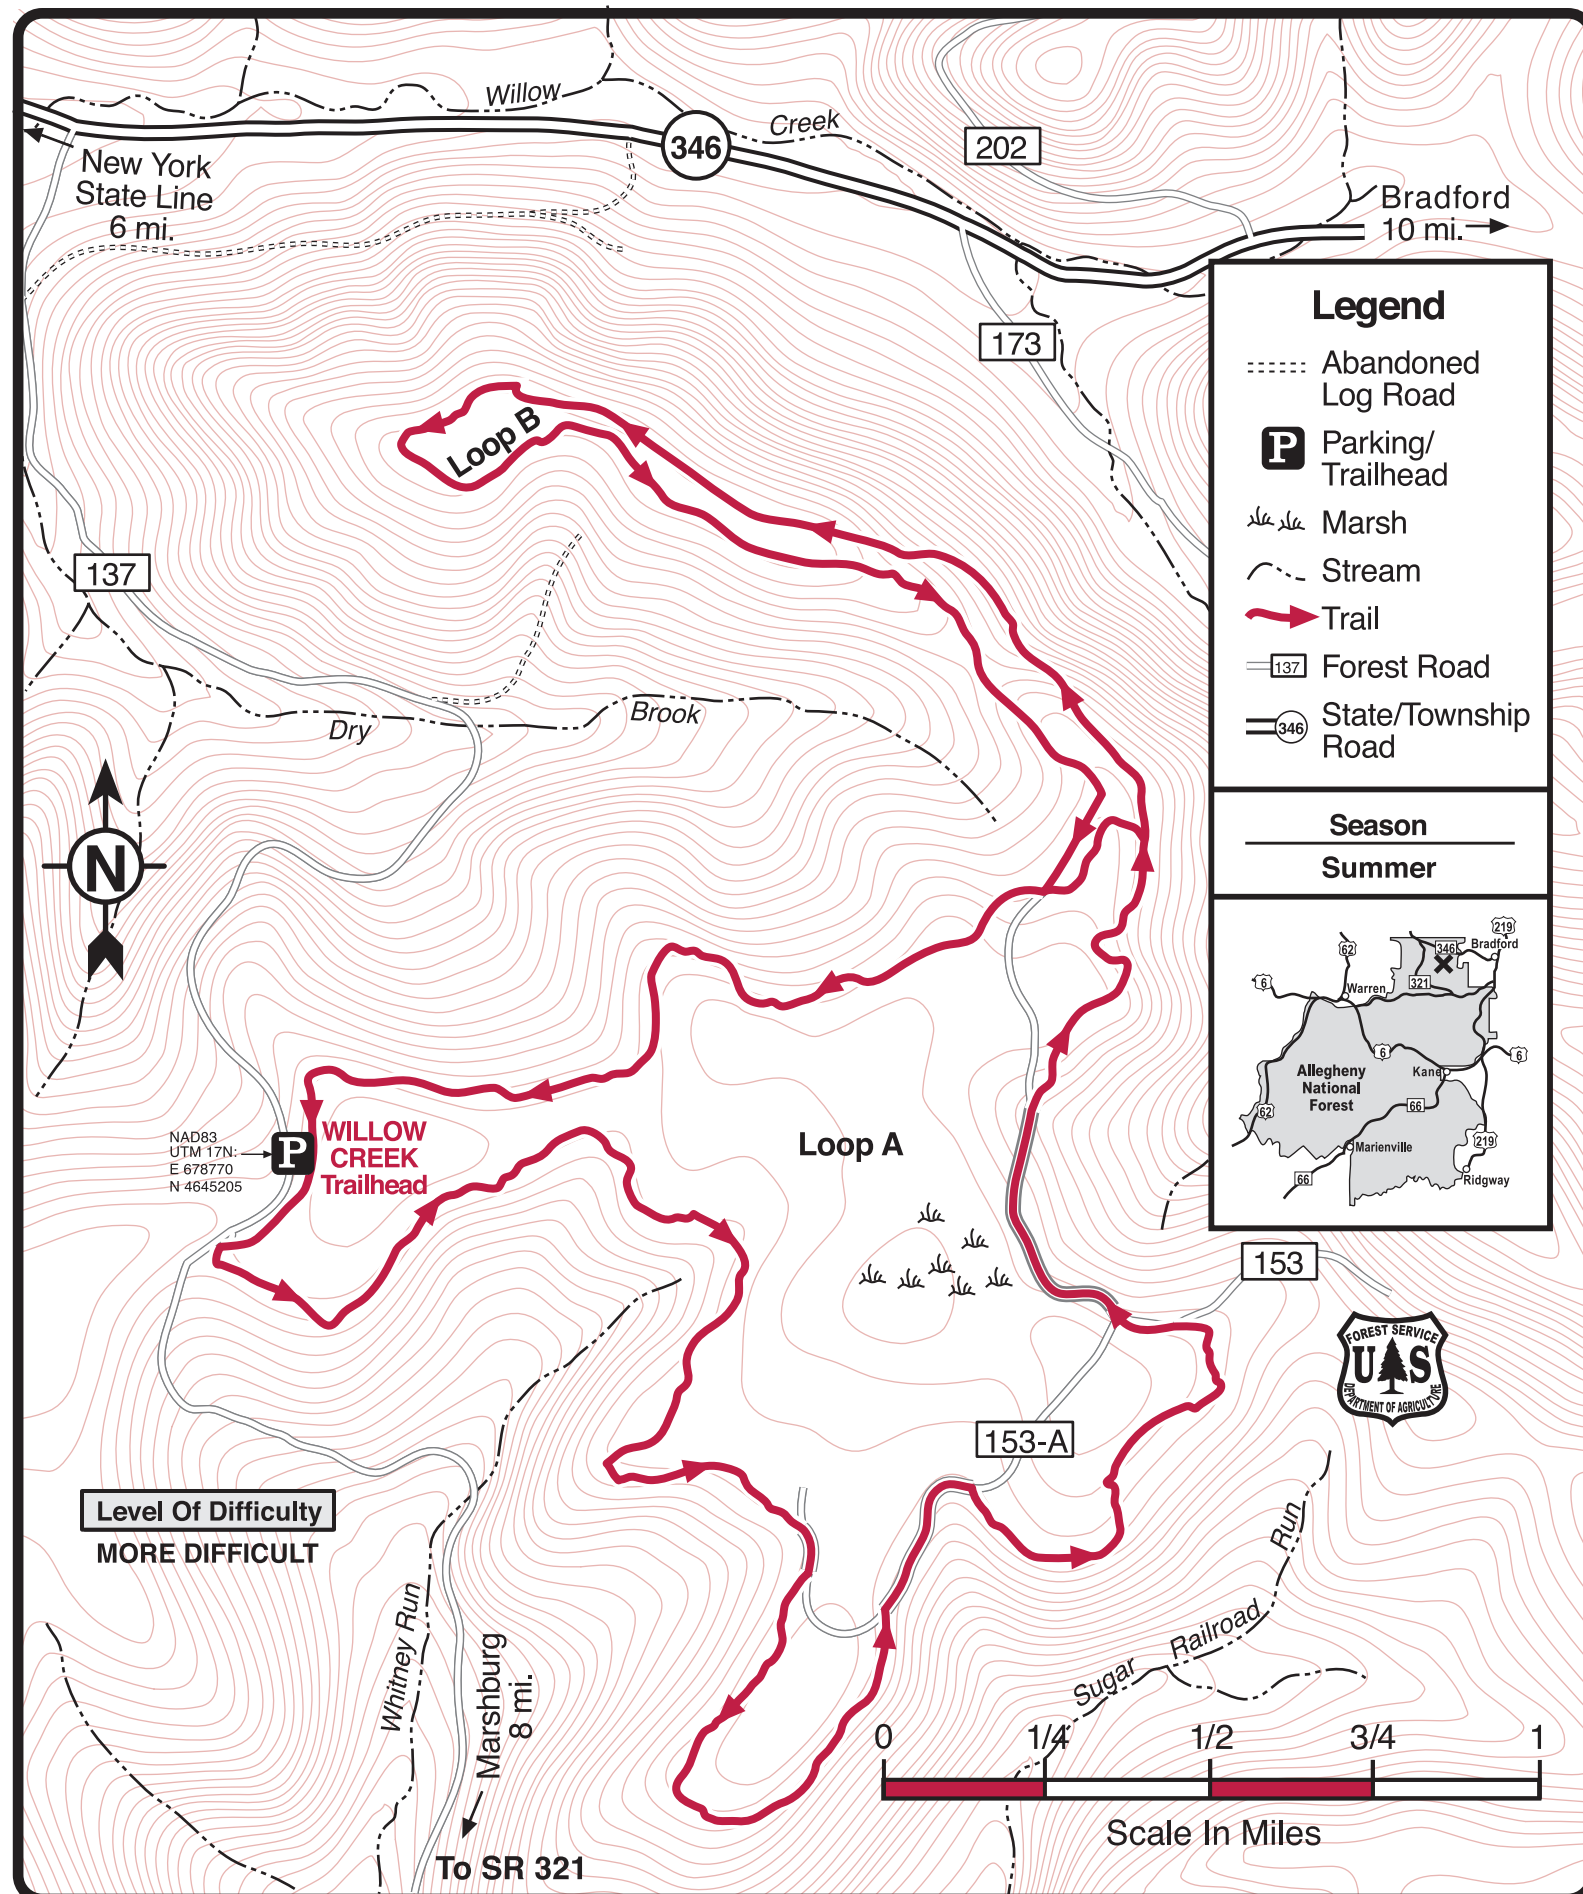 Willow
Creek
346
202
New York
State Line
6 mi.
Bradford
10 mi.
173
Legend
Abandoned
Log Road
P
Parking/
Trailhead
Marsh
Stream
Trail
137
Forest Road
346
State/Township
Road
Season
Summer
Loop B
137
Dry
Brook
N
219
62
346
Bradford
6
321
Warren
6
6
Kane
Allegheny
National
Forest
66
62
219
Marienville
66
Ridgway
NAD83
UTM 17N:
E 678770
N 4645205
P
WILLOW
CREEK
Trailhead
Loop A
153
FOREST SERVICE
U S
DEPARTMENT OF AGRICULTURE
153-A
Level Of Difficulty
MORE DIFFICULT
Whitney Run
Marshburg
8 mi.
To SR 321
Sugar
Railroad
Run
0 1/4 1/2 3/4 1
Scale In Miles